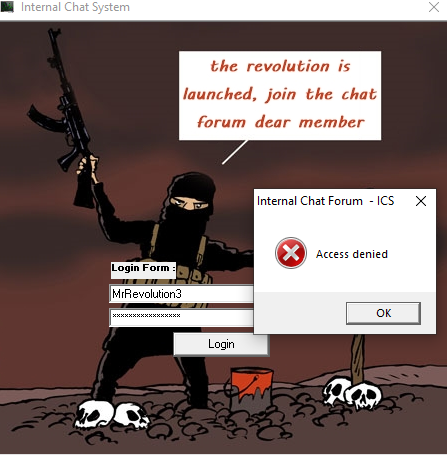 Internal Chat System
the revolution is
launched, join the chat
forum dear member
Internal Chat Forum - ICS
Access denied
OK
Login Form :
MrRevolution3
×××××××××××××××××
Login